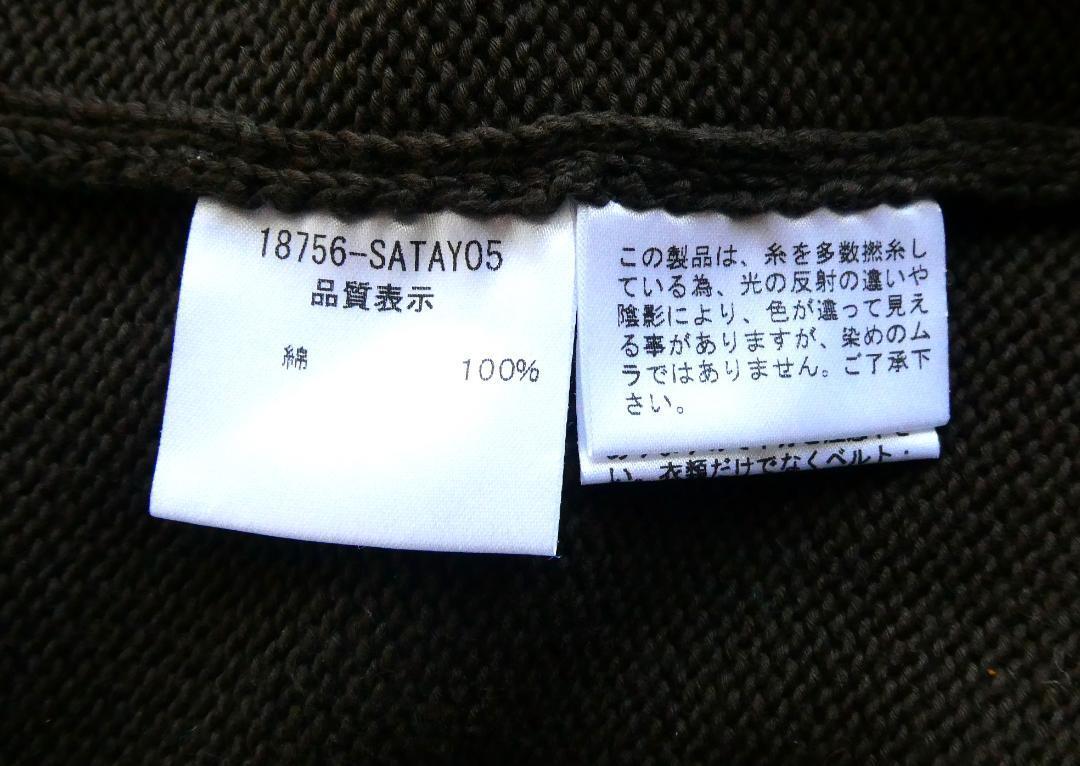 18756-SATAY05
品質表示
綿 100%
この製品は、糸を多数撚糸し
ている為、光の反射の違いや
陰影により、色が違って見え
る事がありますが、染めのム
ラではありません。ご了承下
さい。
い。衣類だけでなくベルト・